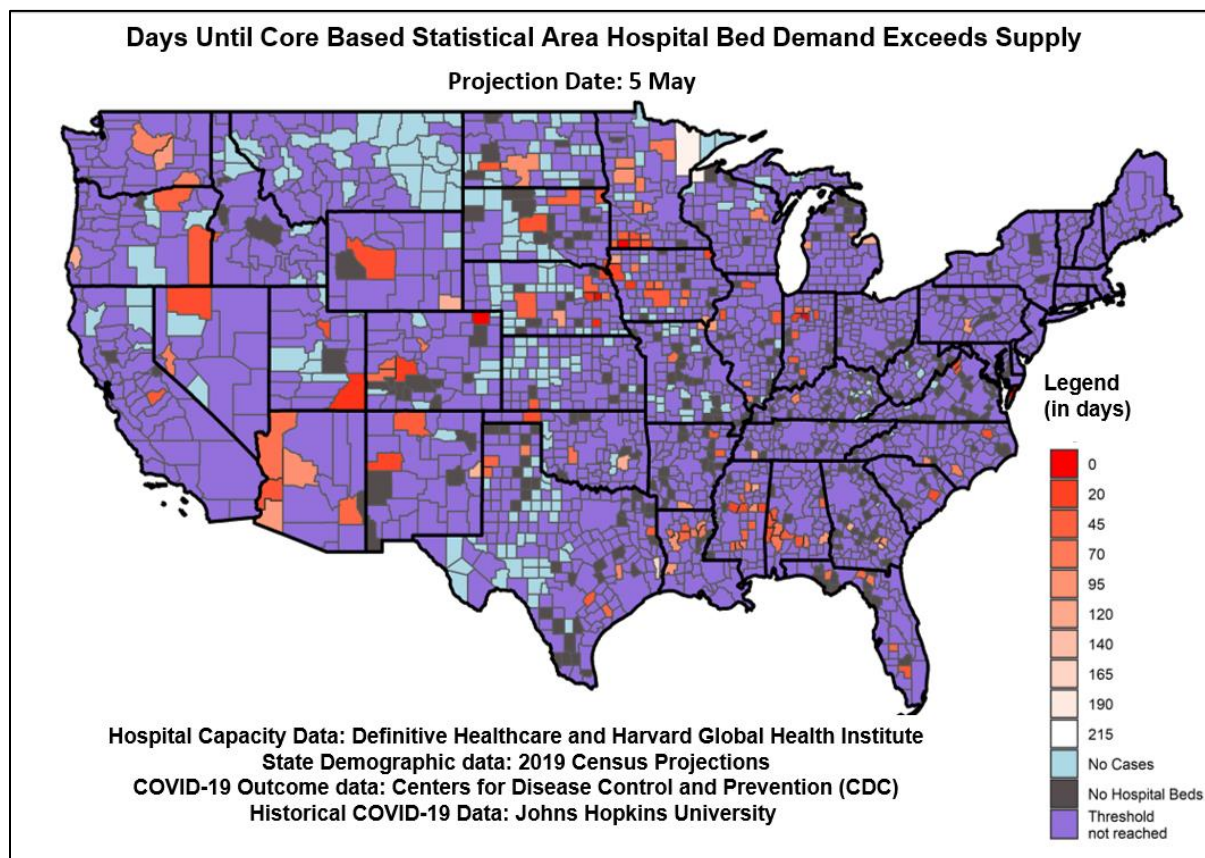 Days Until Core Based Statistical Area Hospital Bed Demand Exceeds Supply
Projection Date: 5 May
Legend
(in days)
0
20
45
70
95
120
140
165
190
215
No Cases
No Hospital Beds
Threshold
not reached
Hospital Capacity Data: Definitive Healthcare and Harvard Global Health Institute
State Demographic data: 2019 Census Projections
COVID-19 Outcome data: Centers for Disease Control and Prevention (CDC)
Historical COVID-19 Data: Johns Hopkins University